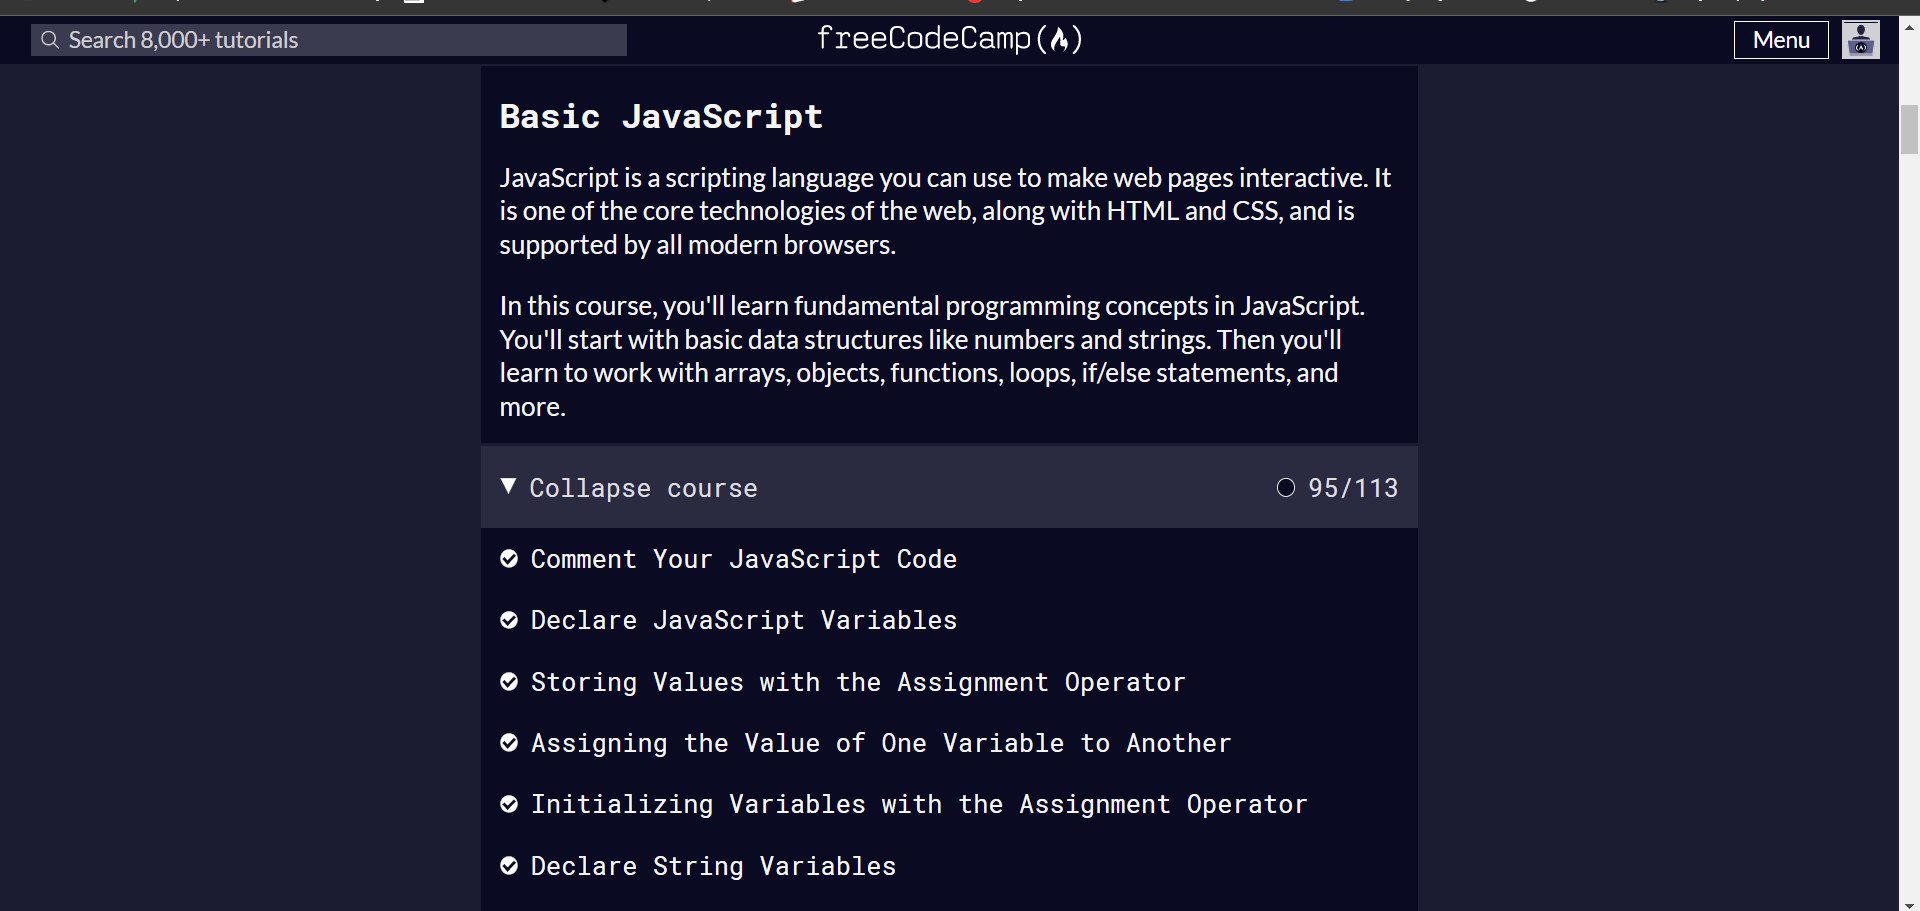 Search 8,000+ tutorials
freeCodeCamp
Menu
Basic JavaScript
JavaScript is a scripting language you can use to make web pages interactive. It
is one of the core technologies of the web, along with HTML and CSS, and is
supported by all modern browsers.
In this course, you'll learn fundamental programming concepts in JavaScript.
You'll start with basic data structures like numbers and strings. Then you'll
learn to work with arrays, objects, functions, loops, if/else statements, and
more.
Collapse course 95/113
Comment Your JavaScript Code
Declare JavaScript Variables
Storing Values with the Assignment Operator
Assigning the Value of One Variable to Another
Initializing Variables with the Assignment Operator
Declare String Variables